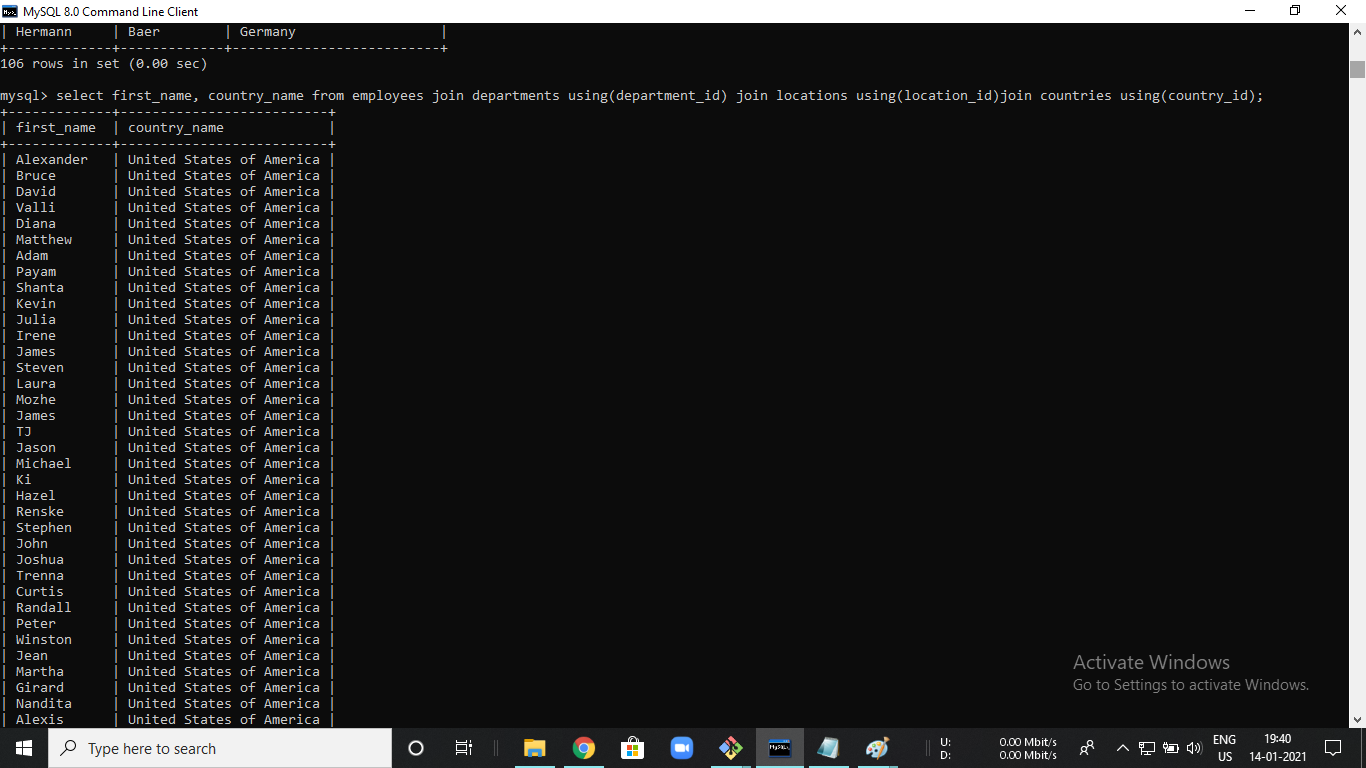 MySQL 8.0 Command Line Client
| Hermann | Baer | Germany |
+-------------+-------------+--------------------------+
106 rows in set (0.00 sec)
mysql> select first_name, country_name from employees join departments using(department_id) join locations using(location_id)join countries using(country_id);
+-------------+--------------------------+
| first_name | country_name |
+-------------+--------------------------+
| Alexander | United States of America |
| Bruce | United States of America |
| David | United States of America |
| Valli | United States of America |
| Diana | United States of America |
| Matthew | United States of America |
| Adam | United States of America |
| Payam | United States of America |
| Shanta | United States of America |
| Kevin | United States of America |
| Julia | United States of America |
| Irene | United States of America |
| James | United States of America |
| Steven | United States of America |
| Laura | United States of America |
| Mozhe | United States of America |
| James | United States of America |
| TJ | United States of America |
| Jason | United States of America |
| Michael | United States of America |
| Ki | United States of America |
| Hazel | United States of America |
| Renske | United States of America |
| Stephen | United States of America |
| John | United States of America |
| Joshua | United States of America |
| Trenna | United States of America |
| Curtis | United States of America |
| Randall | United States of America |
| Peter | United States of America |
| Winston | United States of America |
| Jean | United States of America |
| Martha | United States of America |
| Girard | United States of America |
| Nandita | United States of America |
| Alexis | United States of America |
Activate Windows
Go to Settings to activate Windows.
Type here to search
U: 0.00 Mbit/s
D: 0.00 Mbit/s
ENG
US
19:40
14-01-2021